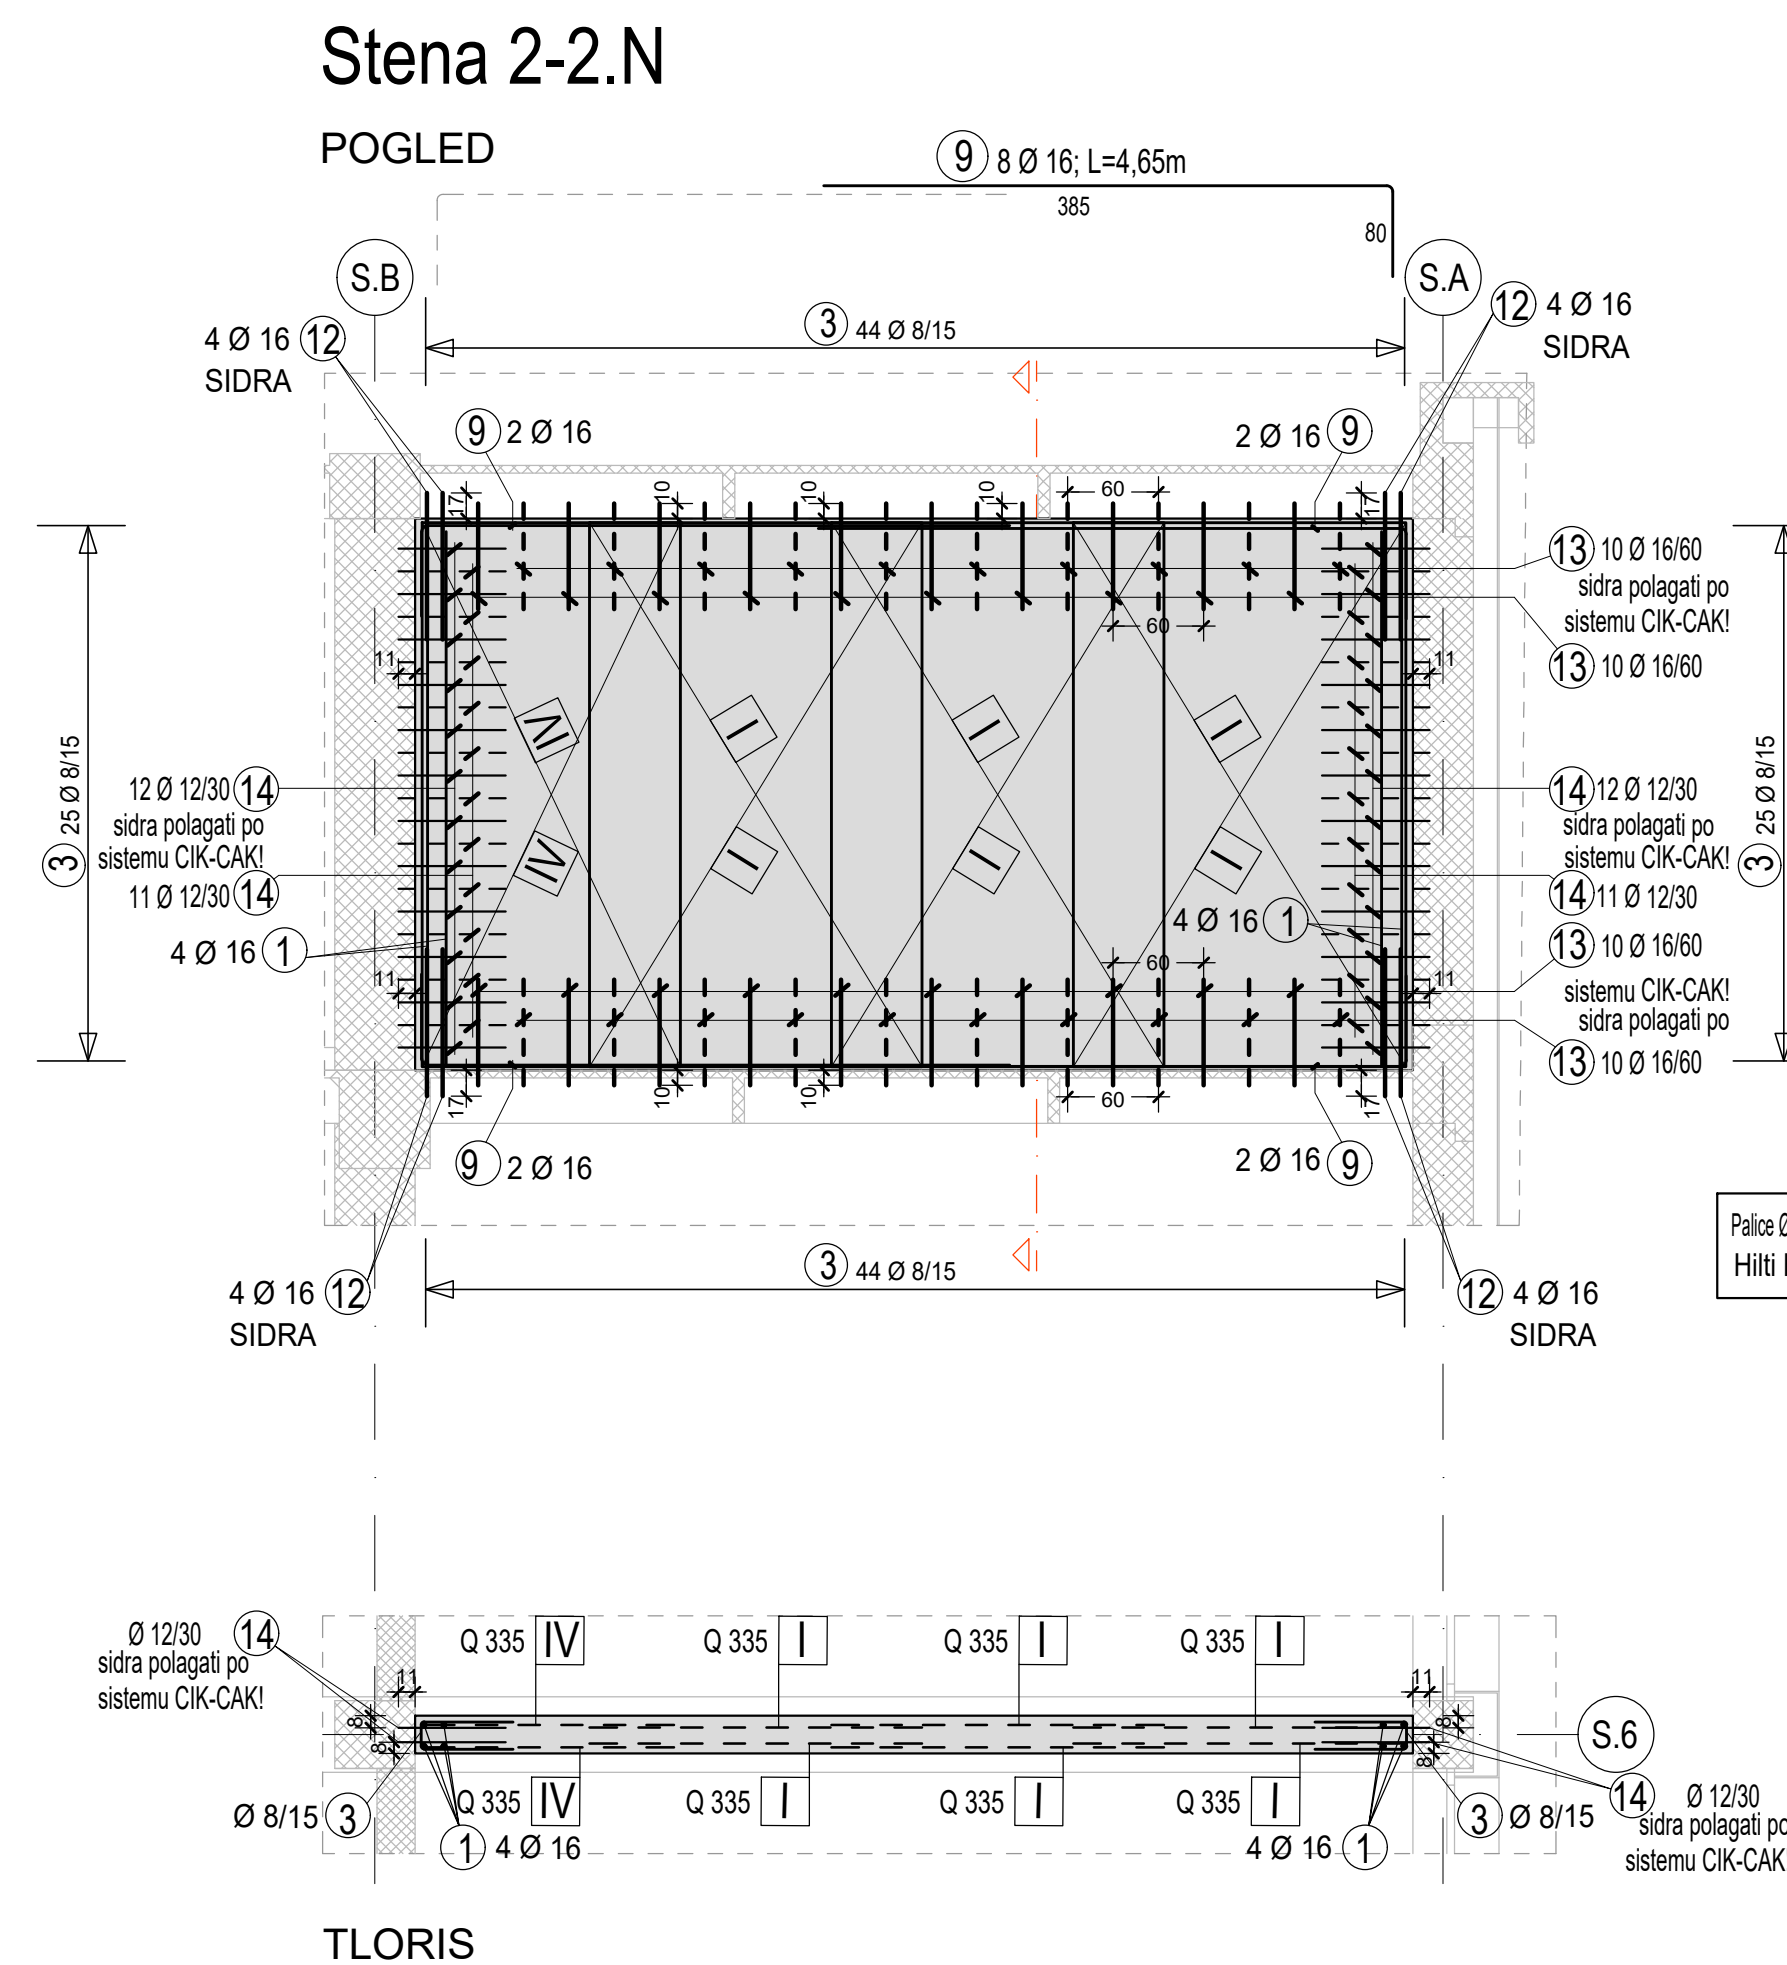 Stena 2-2.N
POGLED
9 8 Ø 16; L=4,65m
385
80
S.B
S.A
3 44 Ø 8/15
4 Ø 16 12
SIDRA
12 4 Ø 16
SIDRA
9 2 Ø 16
2 Ø 16 9
17
10
10
10
60
17
13 10 Ø 16/60
sidra polagati po
sistemu CIK-CAK!
13 10 Ø 16/60
60
11
11
IV
I
I
I
3 25 Ø 8/15
12 Ø 12/30 14
sidra polagati po
sistemu CIK-CAK!
11 Ø 12/30 14
4 Ø 16 1
14 12 Ø 12/30
sidra polagati po
sistemu CIK-CAK!
14 11 Ø 12/30
3 25 Ø 8/15
IV
I
I
I
4 Ø 16 1
13 10 Ø 16/60
sistemu CIK-CAK!
sidra polagati po
13 10 Ø 16/60
60
11
11
17
10
10
60
17
9 2 Ø 16
2 Ø 16 9
Palice Ø
Hilti
3 44 Ø 8/15
4 Ø 16 12
SIDRA
12 4 Ø 16
SIDRA
Ø 12/30 14
sidra polagati po
sistemu CIK-CAK!
Q 335 IV
Q 335 I
Q 335 I
Q 335 I
11
11
8
8
8
8
S.6
Q 335 IV
Q 335 I
Q 335 I
Q 335 I
Ø 8/15 3
1 4 Ø 16
4 Ø 16 1
3 Ø 8/15
14 Ø 12/30
sidra polagati po
sistemu CIK-CAK
TLORIS